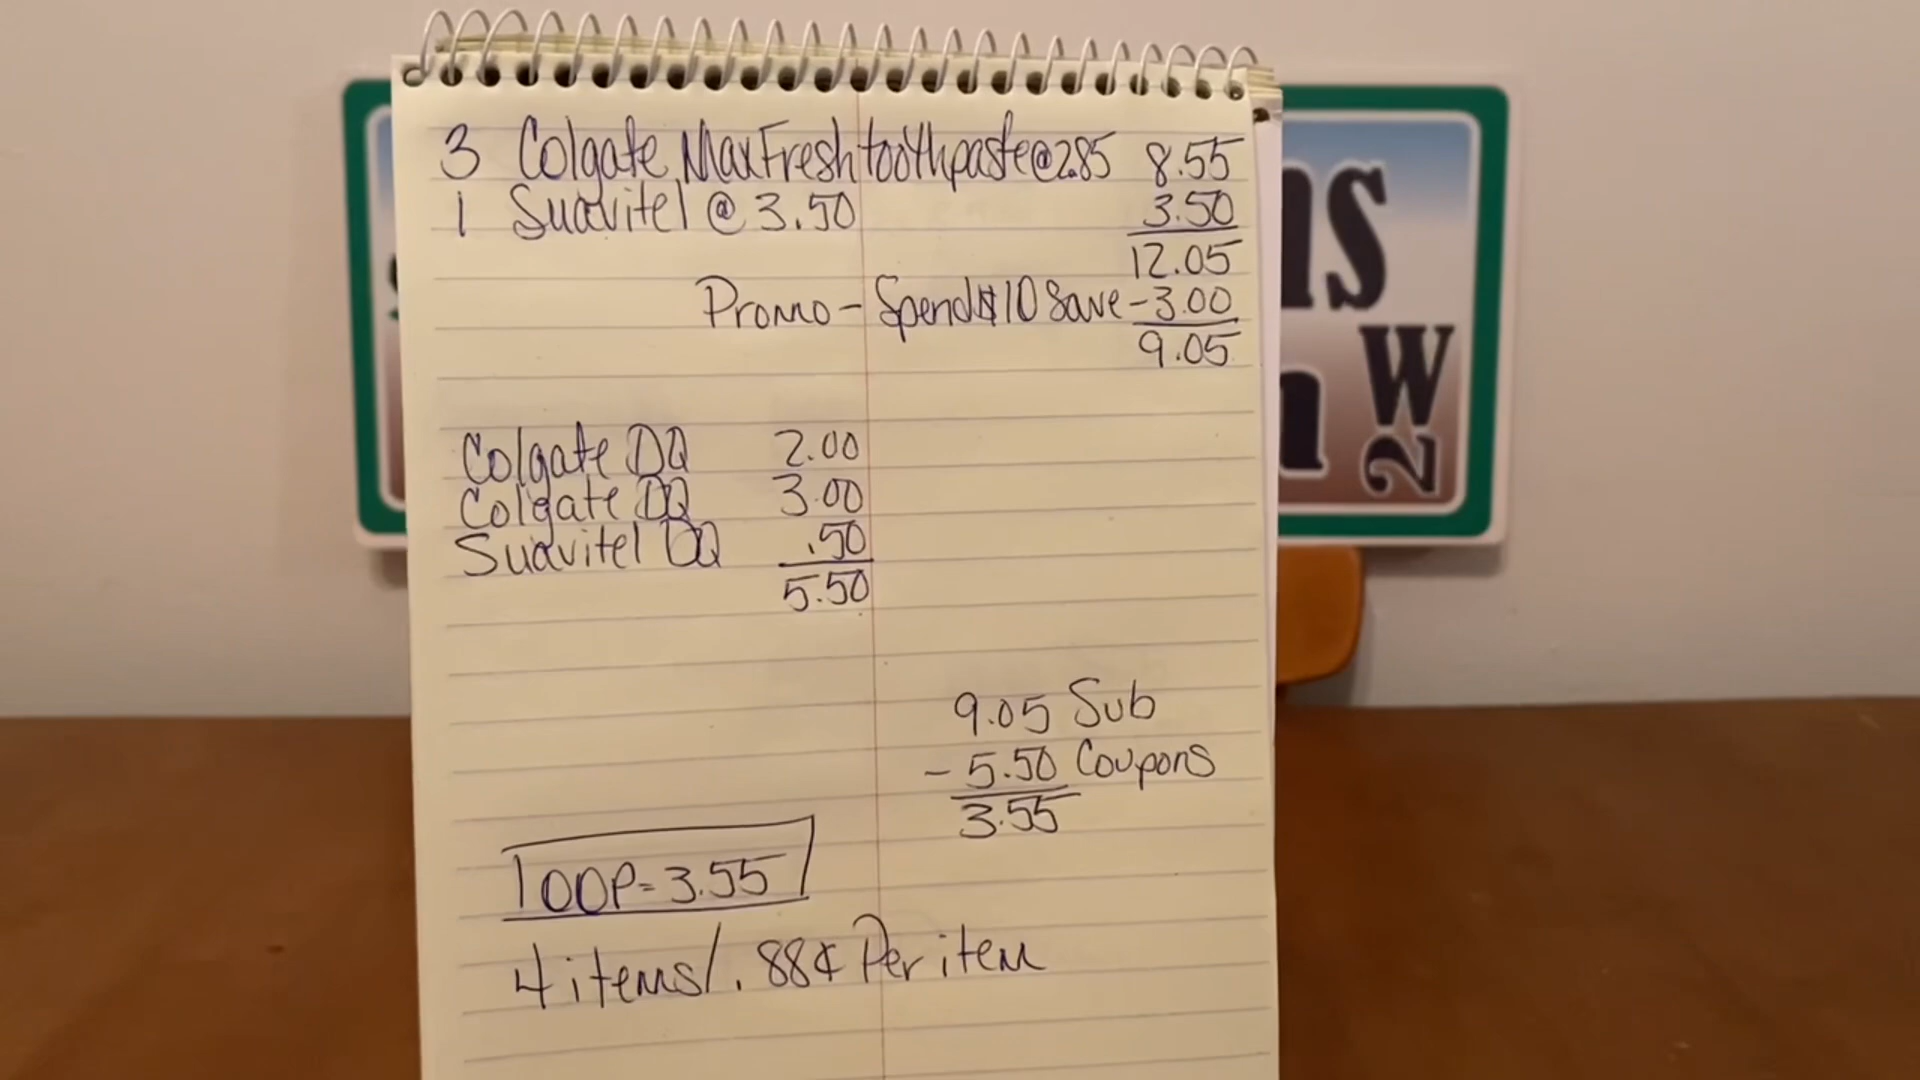 3 Colgate MaxFresh toothpaste @ 2.85 8.55
1 Suavitel @ 3.50 3.50
12.05
Promo - Spend $10 Save -3.00
9.05
Colgate DQ 2.00
Colgate DQ 3.00
Suavitel DQ .50
5.50
9.05 Sub
- 5.50 Coupons
3.55
OOP = 3.55
4 items/ .88¢ Per item
W
2